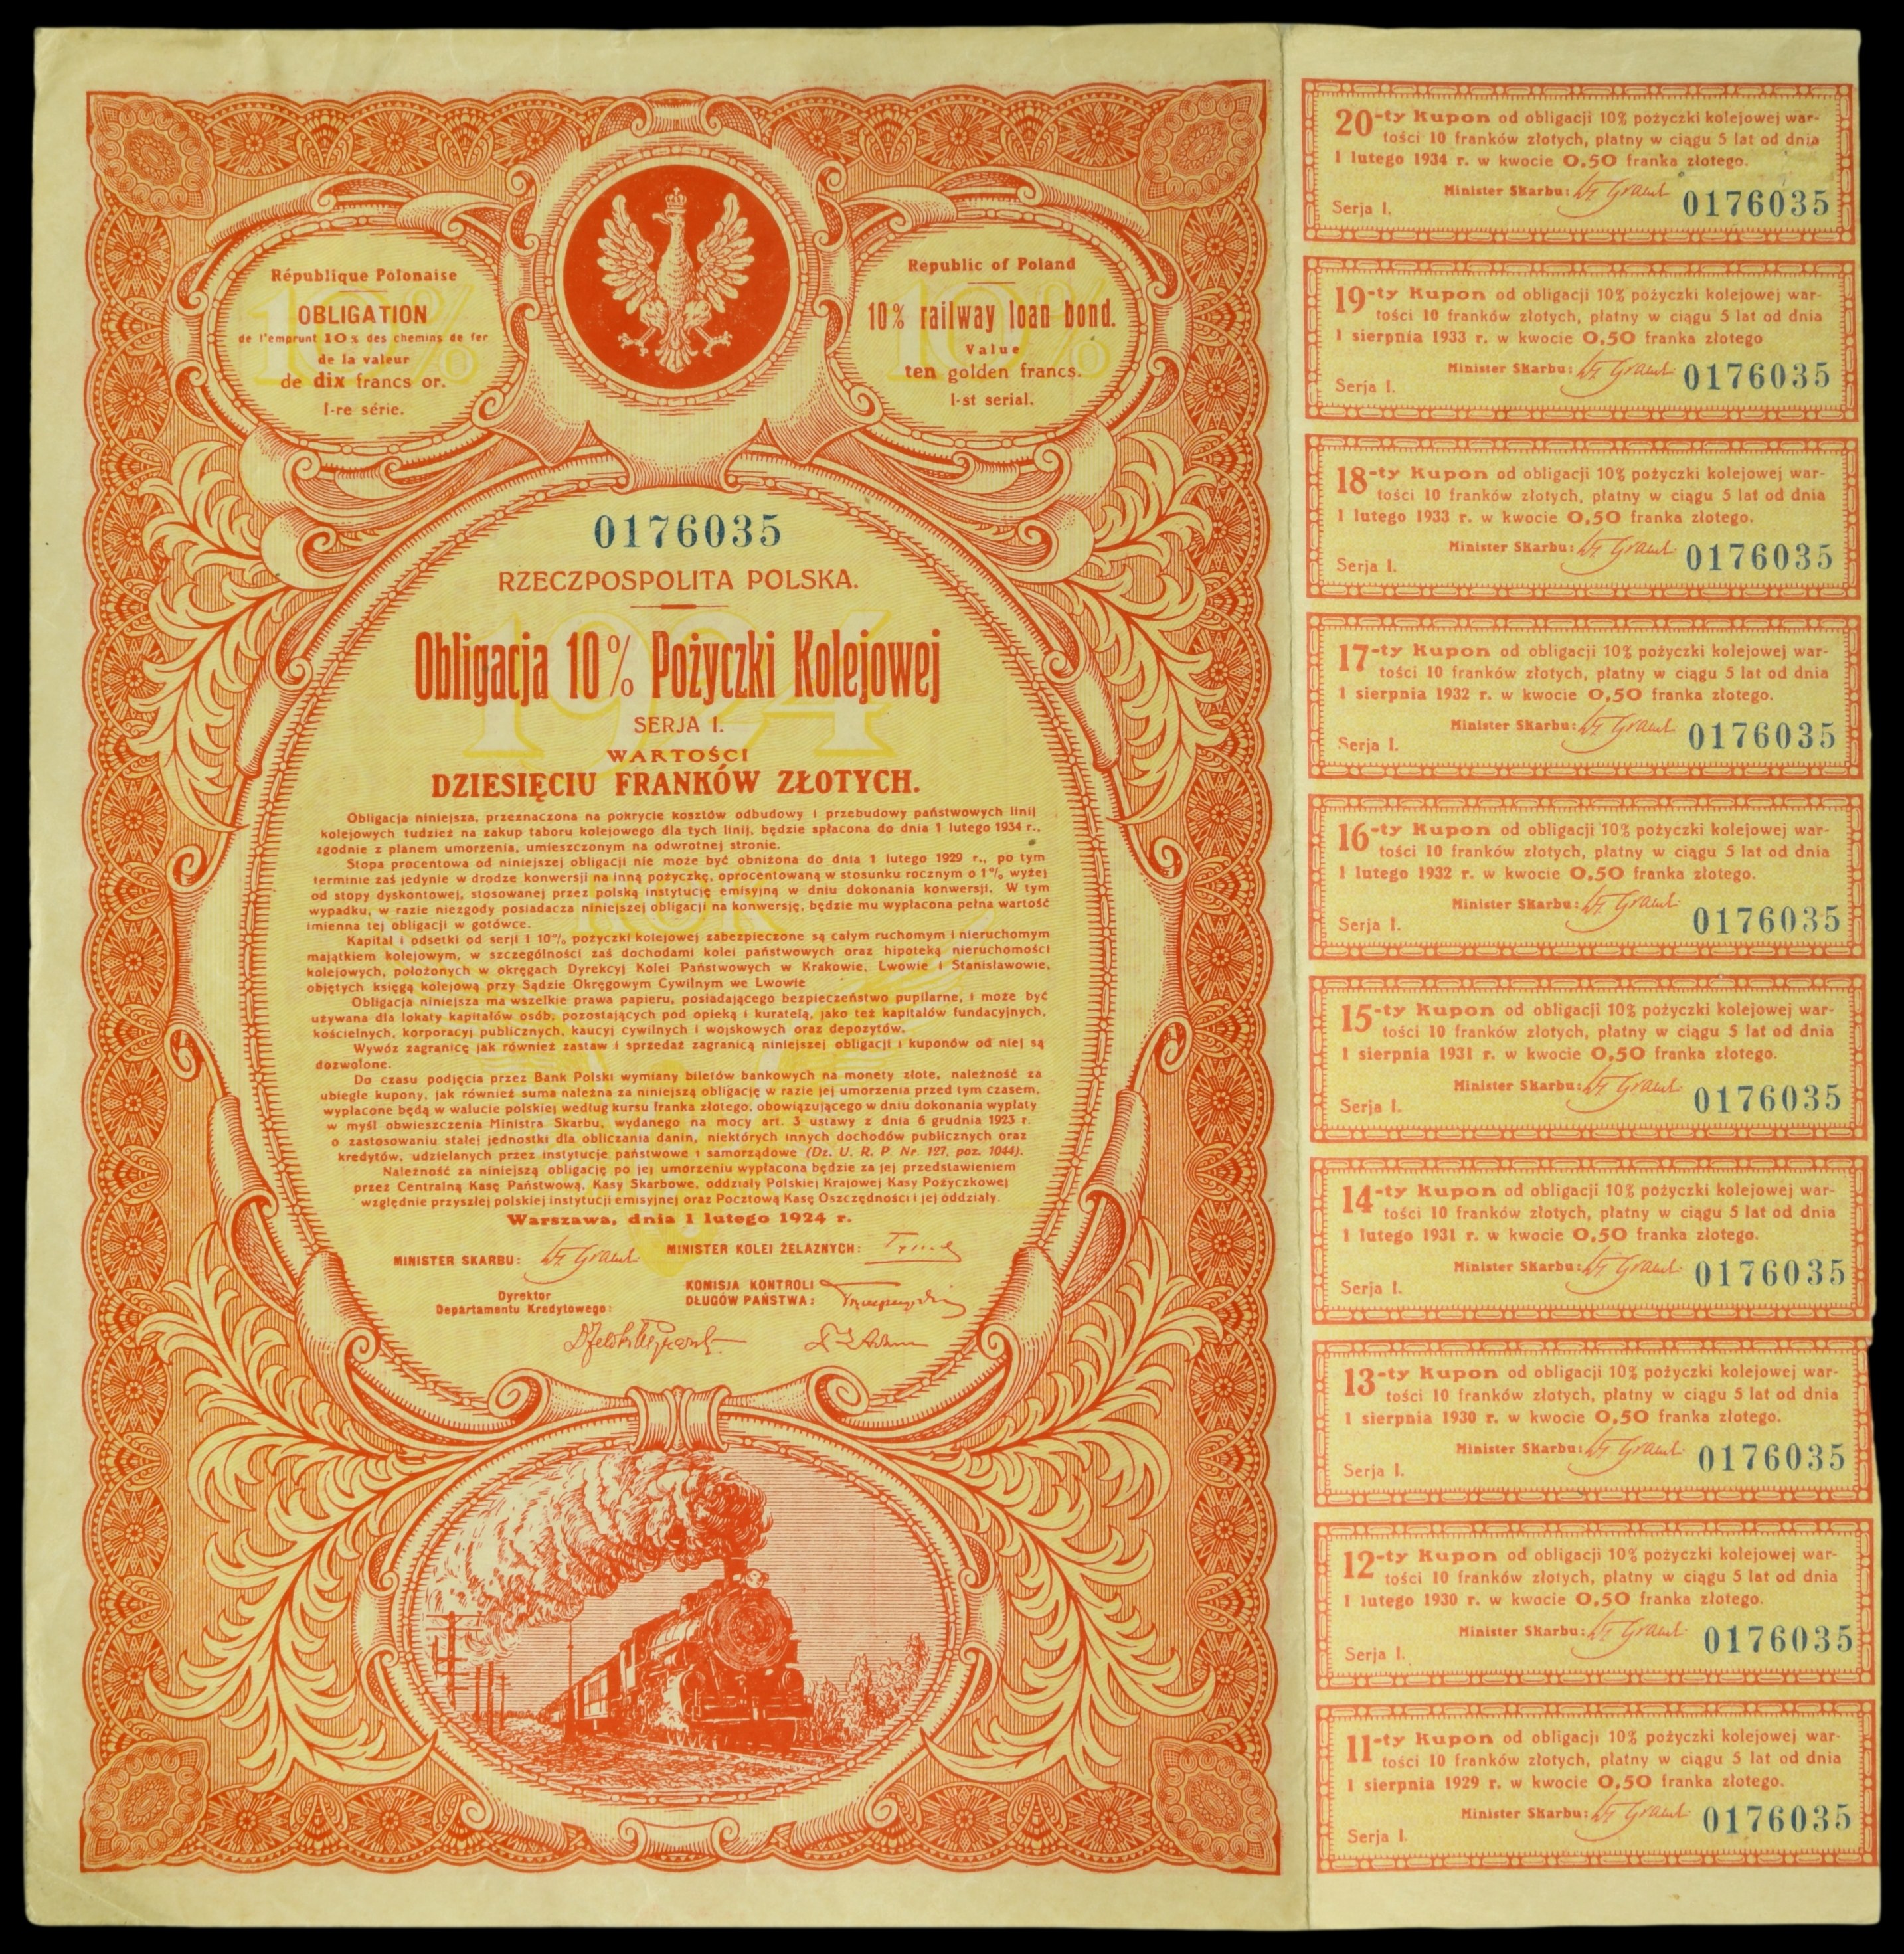 République Polonaise
OBLIGATION
de l'emprunt 10% des chemins de fer
de la valeur
de dix francs or.
I-re série.
Republic of Poland
10% railway loan bond.
Value
ten golden francs.
I-st serial.
0176035
RZECZPOSPOLITA POLSKA.
1924
Obligacja 10% Pożyczki Kolejowej
SERJA I.
WARTOŚCI
DZIESIĘCIU FRANKÓW ZŁOTYCH.
Obligacja niniejsza, przeznaczona na pokrycie kosztów odbudowy i przebudowy państwowych linij
kolejowych tudzież na zakup taboru kolejowego dla tych linij, będzie spłacona do dnia 1 lutego 1934 r.,
zgodnie z planem umorzenia, umieszczonym na odwrotnej stronie.
Stopa procentowa od niniejszej obligacji nie może być obniżona do dnia 1 lutego 1929 r., po tym
terminie zaś jedynie w drodze konwersji na inną pożyczkę, oprocentowaną w stosunku rocznym o 1% wyżej
od stopy dyskontowej, stosowanej przez polską instytucję emisyjną w dniu dokonania konwersji. W tym
wypadku, w razie niezgody posiadacza niniejszej obligacji na konwersję, będzie mu wypłacona pełna wartość
imienna tej obligacji w gotówce.
ROK
Kapitał i odsetki od serji I 10% pożyczki kolejowej zabezpieczone są całym ruchomym i nieruchomym
majątkiem kolejowym, w szczególności zaś dochodami kolei państwowych oraz hipoteką nieruchomości
kolejowych, położonych w okręgach Dyrekcyj Kolei Państwowych w Krakowie, Lwowie i Stanisławowie,
objętych księgą kolejową przy Sądzie Okręgowym Cywilnym we Lwowie
Obligacja niniejsza ma wszelkie prawa papieru, posiadającego bezpieczeństwo pupilarne, i może być
używana dla lokaty kapitałów osób, pozostających pod opieką i kuratelą, jako też kapitałów fundacyjnych,
kościelnych, korporacyj publicznych, kaucyj cywilnych i wojskowych oraz depozytów.
Wywóz zagranicę jak również zastaw i sprzedaż zagranicą niniejszej obligacji i kuponów od niej są
dozwolone.
Do czasu podjęcia przez Bank Polski wymiany biletów bankowych na monety złote, należność za
ubiegłe kupony, jak również suma należna za niniejszą obligację w razie jej umorzenia przed tym czasem,
wypłacone będą w walucie polskiej według kursu franka złotego, obowiązującego w dniu dokonania wypłaty
w myśl obwieszczenia Ministra Skarbu, wydanego na mocy art. 3 ustawy z dnia 6 grudnia 1923 r.
o zastosowaniu stałej jednostki dla obliczania danin, niektórych innych dochodów publicznych oraz
kredytów, udzielanych przez instytucje państwowe i samorządowe (Dz. U. R. P. Nr. 127, poz. 1044).
Należność za niniejszą obligację po jej umorzeniu wypłacona będzie za jej przedstawieniem
przez Centralną Kasę Państwową, Kasy Skarbowe, oddziały Polskiej Krajowej Kasy Pożyczkowej
względnie przyszłej polskiej instytucji emisyjnej oraz Pocztową Kasę Oszczędności i jej oddziały.
Warszawa, dnia 1 lutego 1924 r.
MINISTER SKARBU: MINISTER KOLEI ŻELAZNYCH:
Dyrektor
Departamentu Kredytowego:
KOMISJA KONTROLI
DŁUGÓW PAŃSTWA:
20-ty Kupon od obligacji 10% pożyczki kolejowej war-
tości 10 franków złotych, płatny w ciągu 5 lat od dnia
1 lutego 1934 r. w kwocie 0,50 franka złotego.
Minister Skarbu: W Grabski
Serja I. 0176035
19-ty Kupon od obligacji 10% pożyczki kolejowej war-
tości 10 franków złotych, płatny w ciągu 5 lat od dnia
1 sierpnia 1933 r. w kwocie 0,50 franka złotego
Minister Skarbu: W Grabski
Serja I. 0176035
18-ty Kupon od obligacji 10% pożyczki kolejowej war-
tości 10 franków złotych, płatny w ciągu 5 lat od dnia
1 lutego 1933 r. w kwocie 0,50 franka złotego.
Minister Skarbu: W Grabski
Serja I. 0176035
17-ty Kupon od obligacji 10% pożyczki kolejowej war-
tości 10 franków złotych, płatny w ciągu 5 lat od dnia
1 sierpnia 1932 r. w kwocie 0,50 franka złotego.
Minister Skarbu: W Grabski
Serja I. 0176035
16-ty Kupon od obligacji 10% pożyczki kolejowej war-
tości 10 franków złotych, płatny w ciągu 5 lat od dnia
1 lutego 1932 r. w kwocie 0,50 franka złotego.
Minister Skarbu: W Grabski
Serja I. 0176035
15-ty Kupon od obligacji 10% pożyczki kolejowej war-
tości 10 franków złotych, płatny w ciągu 5 lat od dnia
1 sierpnia 1931 r. w kwocie 0,50 franka złotego.
Minister Skarbu: W Grabski
Serja I. 0176035
14-ty Kupon od obligacji 10% pożyczki kolejowej war-
tości 10 franków złotych, płatny w ciągu 5 lat od dnia
1 lutego 1931 r. w kwocie 0,50 franka złotego.
Minister Skarbu: W Grabski
Serja I. 0176035
13-ty Kupon od obligacji 10% pożyczki kolejowej war-
tości 10 franków złotych, płatny w ciągu 5 lat od dnia
1 sierpnia 1930 r. w kwocie 0,50 franka złotego.
Minister Skarbu: W Grabski
Serja I. 0176035
12-ty Kupon od obligacji 10% pożyczki kolejowej war-
tości 10 franków złotych, płatny w ciągu 5 lat od dnia
1 lutego 1930 r. w kwocie 0,50 franka złotego.
Minister Skarbu: W Grabski
Serja I. 0176035
11-ty Kupon od obligacji 10% pożyczki kolejowej war-
tości 10 franków złotych, płatny w ciągu 5 lat od dnia
1 sierpnia 1929 r. w kwocie 0,50 franka złotego.
Minister Skarbu: W Grabski
Serja I. 0176035